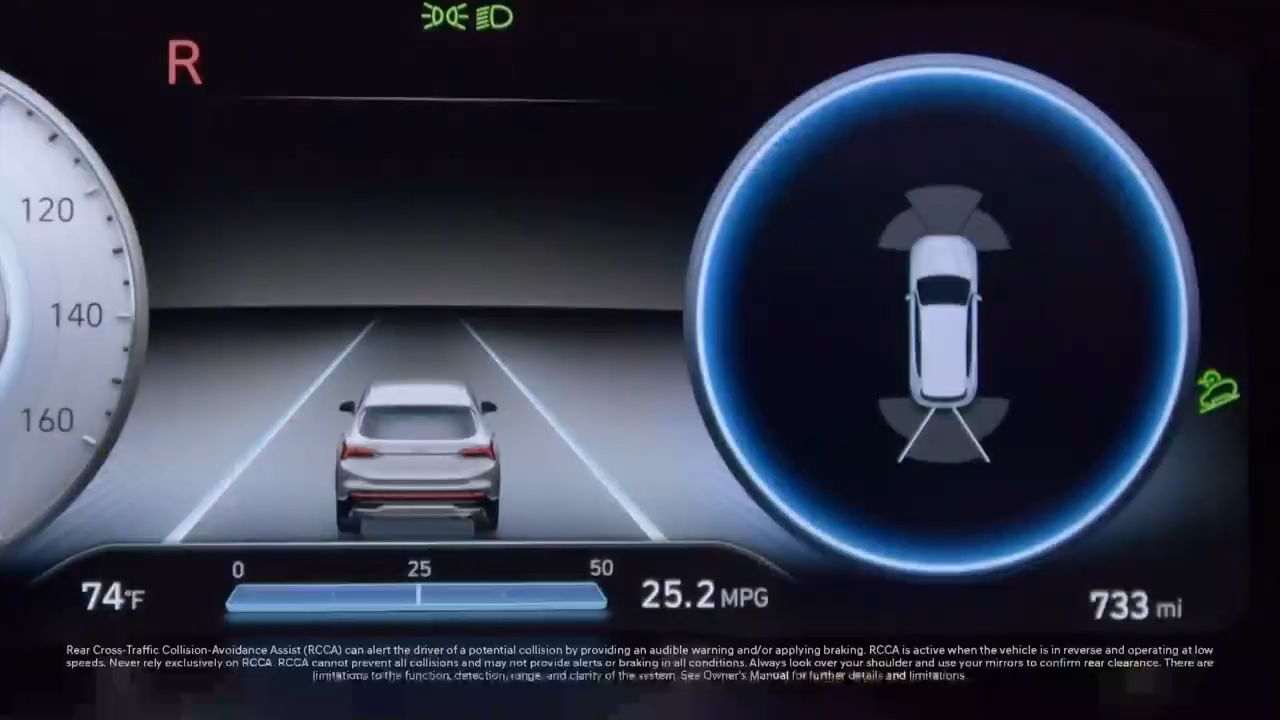 R
120
140
160
0 25 50
74°F
25.2 MPG
733 mi
Rear Cross-Traffic Collision-Avoidance Assist (RCCA) can alert the driver of a potential collision by providing an audible warning and/or applying braking. RCCA is active when the vehicle is in reverse and operating at low
speeds. Never rely exclusively on RCCA. RCCA cannot prevent all collisions and may not provide alerts or braking in all conditions. Always look over your shoulder and use your mirrors to confirm rear clearance. There are
limitations to the function, detection, range, and clarity of the system. See Owner's Manual for further details and limitations.